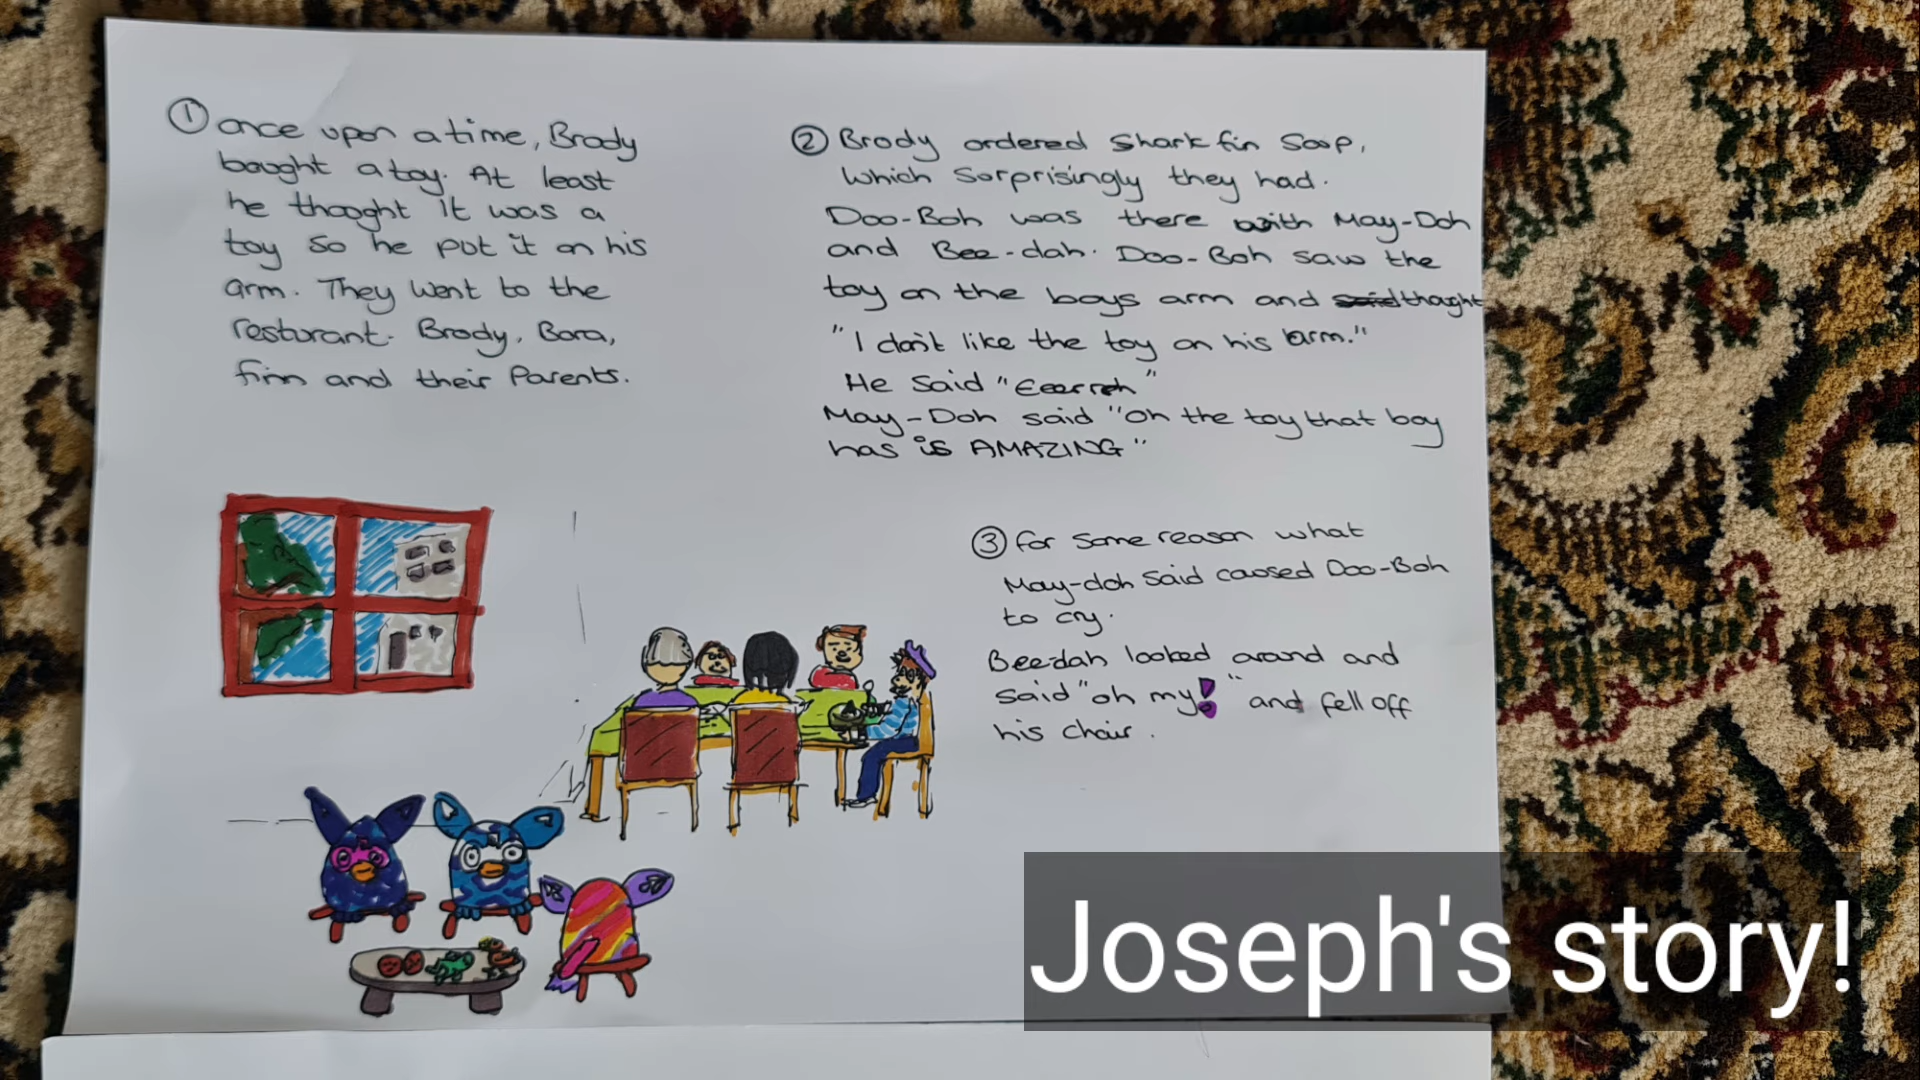 ① once upon a time, Brody
bought a toy. At least
he thought it was a
toy so he put it on his
arm. They went to the
resturant. Brody, Bora,
finn and their Parents.
② Brody ordered Shark fin Soup,
which Surprisingly they had.
Doo-Boh was there with May-Doh
and Bee-dah. Doo-Boh saw the
toy on the boys arm and said thought
"I don't like the toy on his arm."
He said "
May-Doh said "Oh the toy that boy
has is AMAZING"
③ for some reason what
May-doh said caused Doo-Boh
to cry.
Bee-dah looked around and
said "oh my!" and fell off
his chair.
Joseph's story!